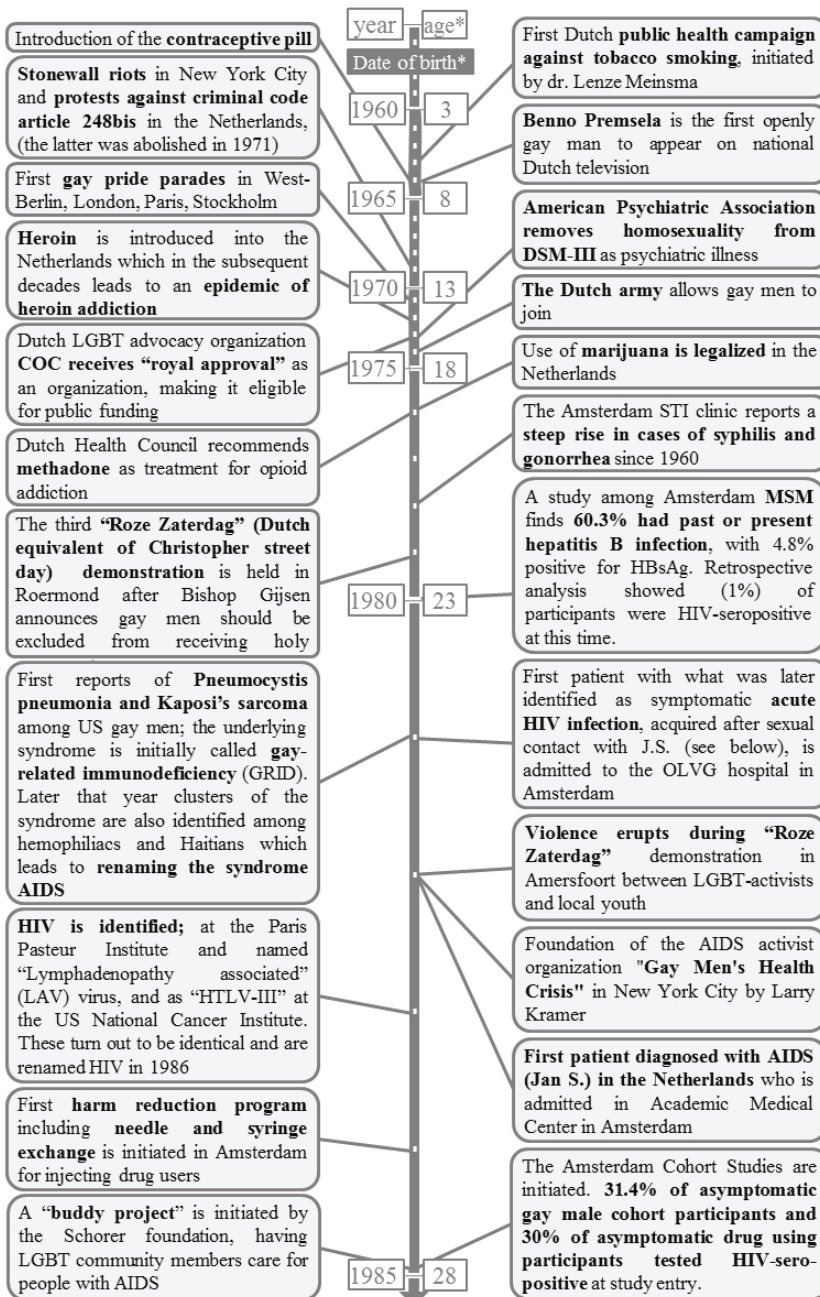 year
age*
Date of birth*
Introduction of the contraceptive pill
Stonewall riots in New York City
and protests against criminal code
article 248bis in the Netherlands,
(the latter was abolished in 1971)
First gay pride parades in West-
Berlin, London, Paris, Stockholm
Heroin is introduced into the
Netherlands which in the subsequent
decades leads to an epidemic of
heroin addiction
Dutch LGBT advocacy organization
COC receives “royal approval” as
an organization, making it eligible
for public funding
Dutch Health Council recommends
methadone as treatment for opioid
addiction
The third “Roze Zaterdag” (Dutch
equivalent of Christopher street
day) demonstration is held in
Roermond after Bishop Gijsen
announces gay men should be
excluded from receiving holy
First reports of Pneumocystis
pneumonia and Kaposi’s sarcoma
among US gay men; the underlying
syndrome is initially called gay-
related immunodeficiency (GRID).
Later that year clusters of the
syndrome are also identified among
hemophiliacs and Haitians which
leads to renaming the syndrome
AIDS
HIV is identified; at the Paris
Pasteur Institute and named
“Lymphadenopathy associated”
(LAV) virus, and as “HTLV-III” at
the US National Cancer Institute.
These turn out to be identical and are
renamed HIV in 1986
First harm reduction program
including needle and syringe
exchange is initiated in Amsterdam
for injecting drug users
A “buddy project” is initiated by
the Schorer foundation, having
LGBT community members care for
people with AIDS
1960 3
1965 8
1970 13
1975 18
1980 23
1985 28
First Dutch public health campaign
against tobacco smoking, initiated
by dr. Lenze Meinsma
Benno Premsela is the first openly
gay man to appear on national
Dutch television
American Psychiatric Association
removes homosexuality from
DSM-III as psychiatric illness
The Dutch army allows gay men to
join
Use of marijuana is legalized in the
Netherlands
The Amsterdam STI clinic reports a
steep rise in cases of syphilis and
gonorrhea since 1960
A study among Amsterdam MSM
finds 60.3% had past or present
hepatitis B infection, with 4.8%
positive for HBsAg. Retrospective
analysis showed (1%) of
participants were HIV-seropositive
at this time.
First patient with what was later
identified as symptomatic acute
HIV infection, acquired after sexual
contact with J.S. (see below), is
admitted to the OLVG hospital in
Amsterdam
Violence erupts during “Roze
Zaterdag” demonstration in
Amersfoort between LGBT-activists
and local youth
Foundation of the AIDS activist
organization "Gay Men's Health
Crisis" in New York City by Larry
Kramer
First patient diagnosed with AIDS
(Jan S.) in the Netherlands who is
admitted in Academic Medical
Center in Amsterdam
The Amsterdam Cohort Studies are
initiated. 31.4% of asymptomatic
gay male cohort participants and
30% of asymptomatic drug using
participants tested HIV-sero-
positive at study entry.